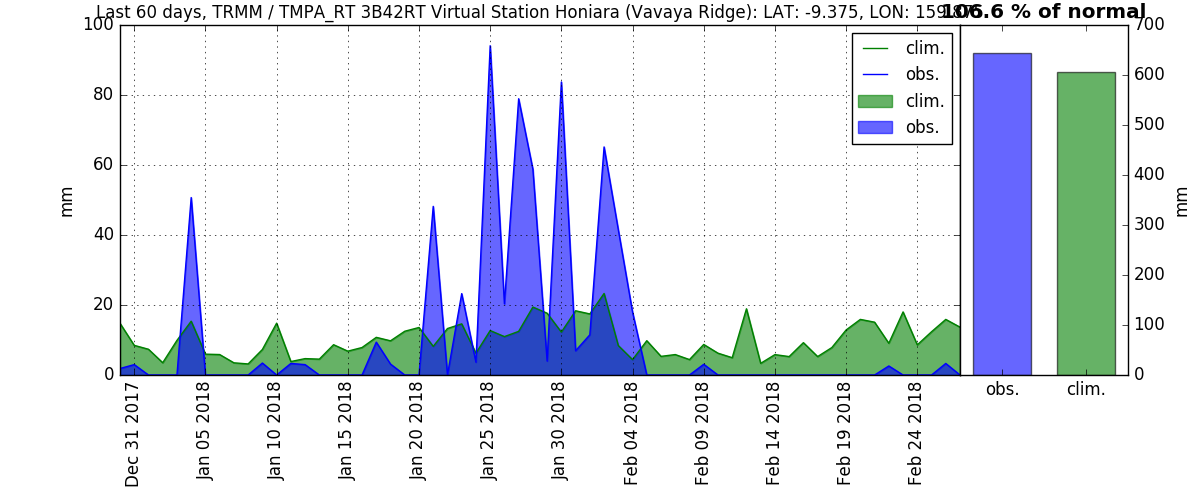 Last 60 days, TRMM / TMPA_RT 3B42RT Virtual Station Honiara (Vavaya Ridge): LAT: -9.375, LON:
106.6 % of normal
100
80
60
40
20
0
mm
clim.
obs.
clim.
obs.
700
600
500
400
300
200
100
0
mm
obs.
clim.
Dec 31 2017
Jan 05 2018
Jan 10 2018
Jan 15 2018
Jan 20 2018
Jan 25 2018
Jan 30 2018
Feb 04 2018
Feb 09 2018
Feb 14 2018
Feb 19 2018
Feb 24 2018